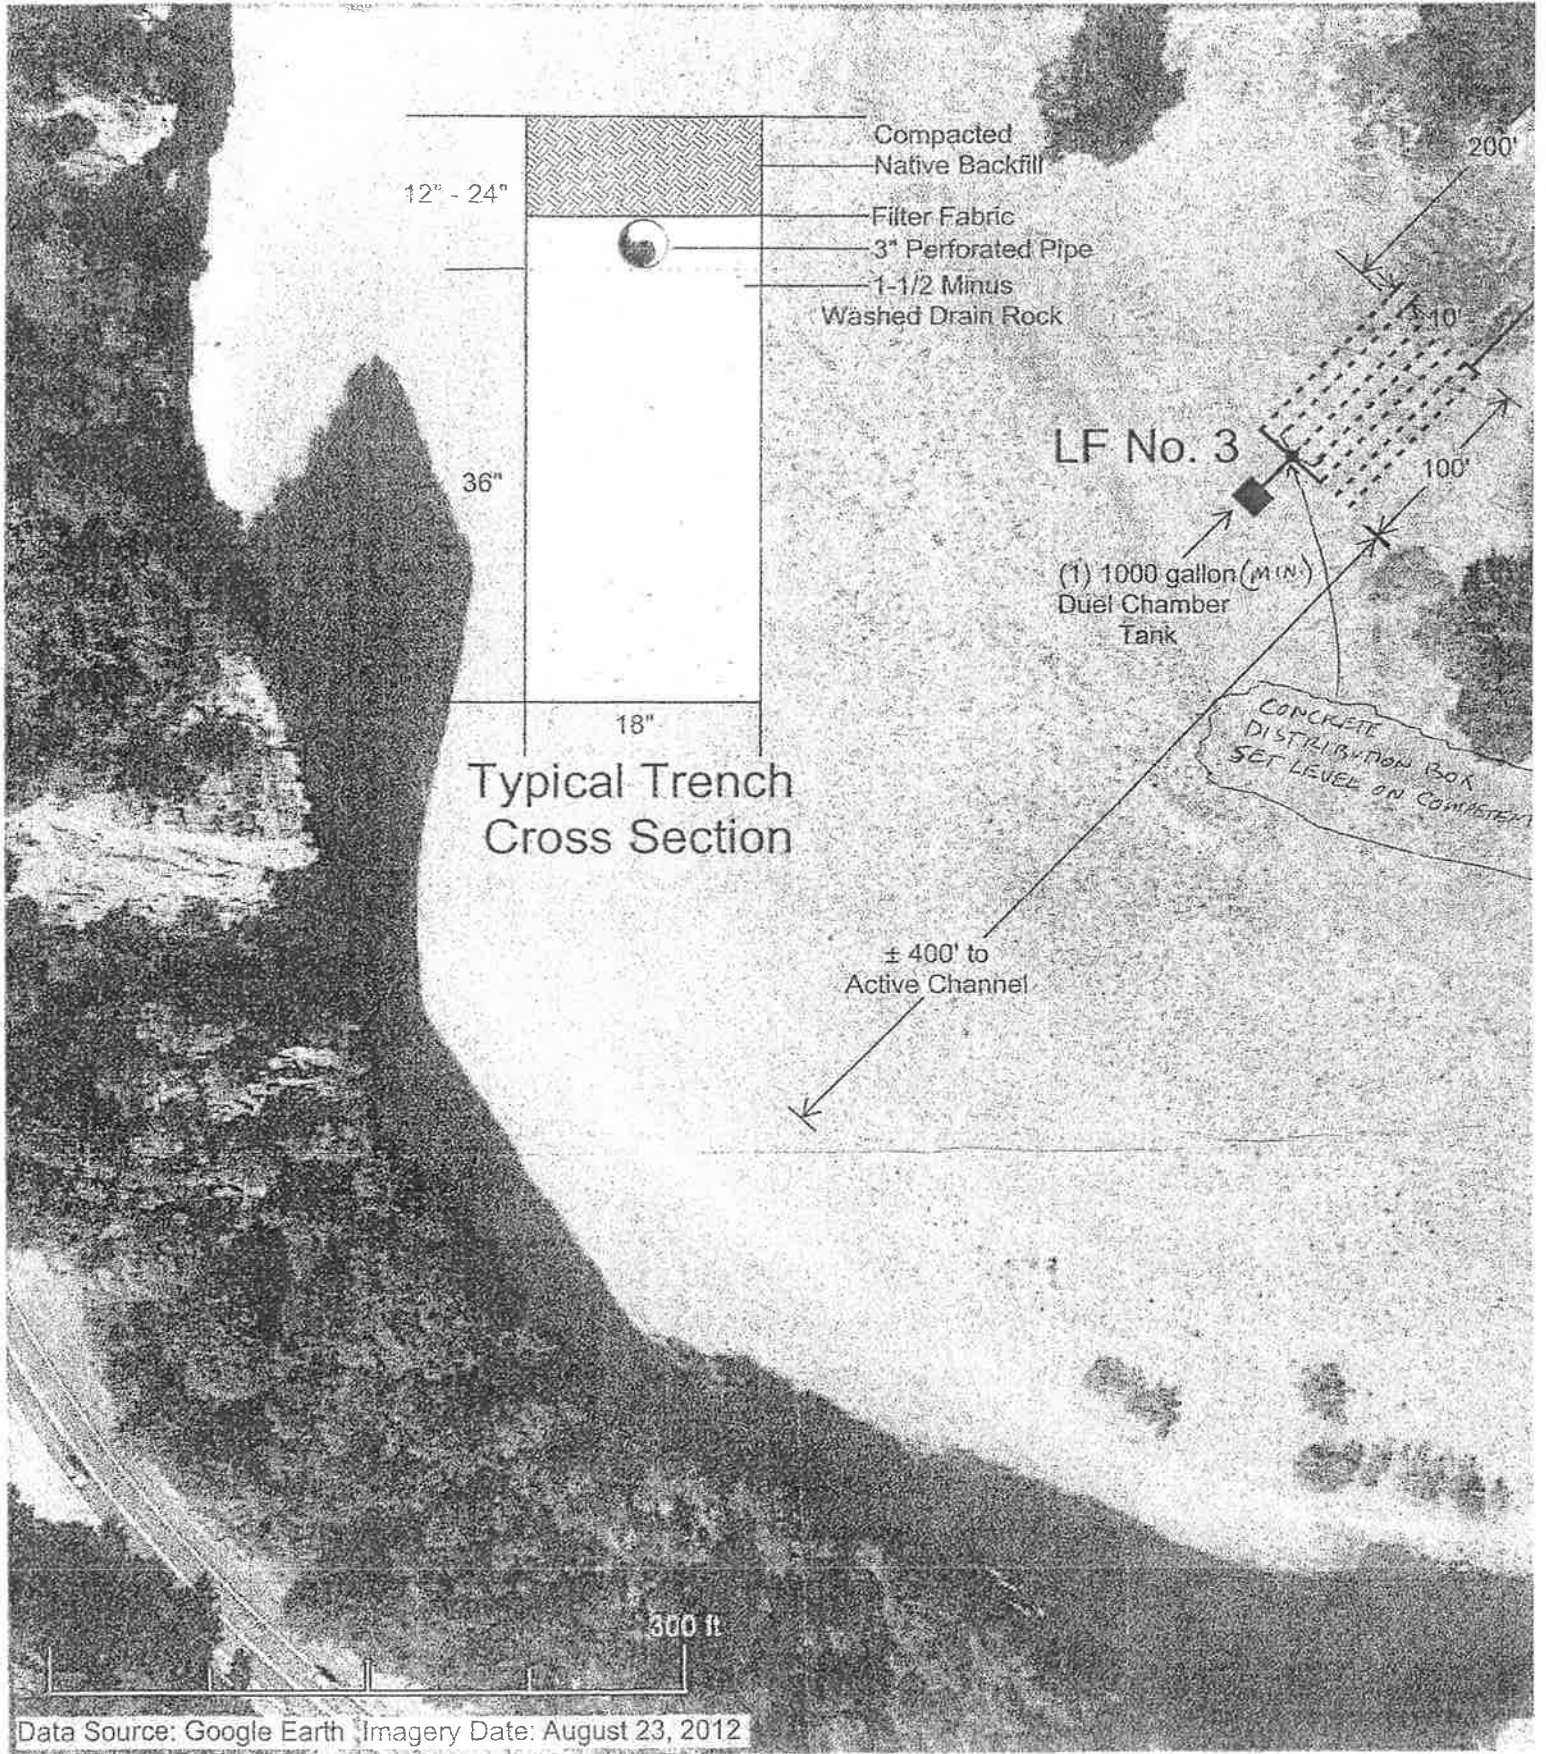 Compacted
Native Backfill
200'
12" - 24"
Filter Fabric
3" Perforated Pipe
1-1/2 Minus
Washed Drain Rock
10'
LF No. 3
100'
36"
(1) 1000 gallon (MIN.)
Duel Chamber
Tank
CONCRETE
DISTRIBUTION BOX
SET LEVEL ON COMPETENT
18"
Typical Trench
Cross Section
± 400' to
Active Channel
300 ft
Data Source: Google Earth Imagery Date: August 23, 2012